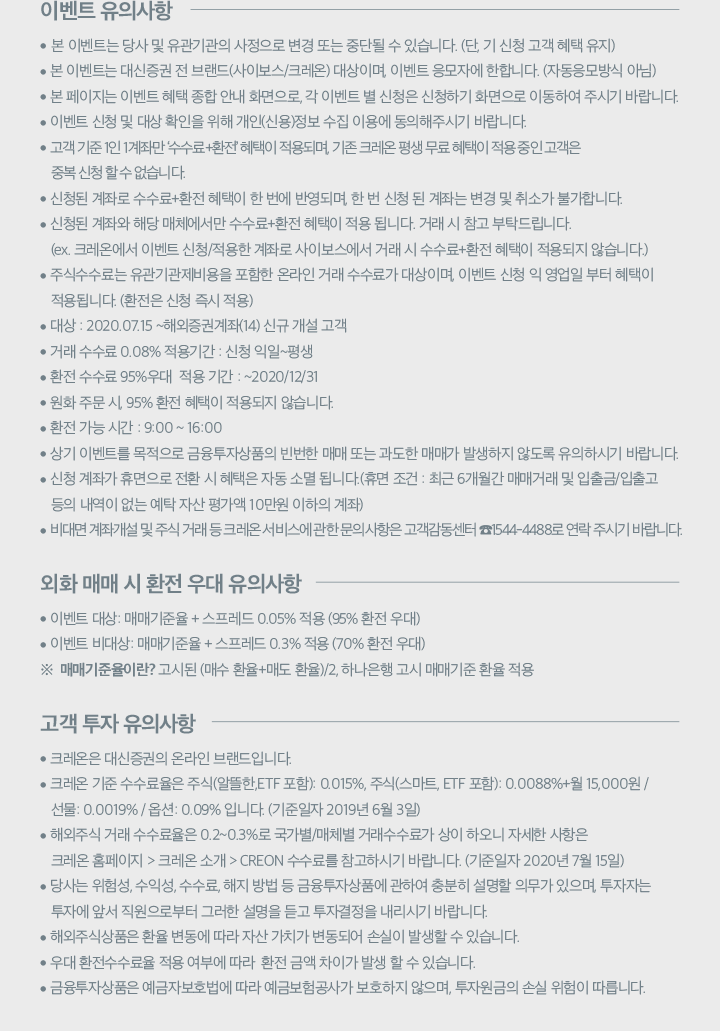 이벤트 유의사항
• 본 이벤트는 당사 및 유관기관의 사정으로 변경 또는 중단될 수 있습니다. (단, 기 신청 고객 혜택 유지)
• 본 이벤트는 대신증권 전 브랜드(사이보스/크레온) 대상이며, 이벤트 응모자에 한합니다. (자동응모방식 아님)
• 본 페이지는 이벤트 혜택 종합 안내 화면으로, 각 이벤트 별 신청은 신청하기 화면으로 이동하여 주시기 바랍니다.
• 이벤트 신청 및 대상 확인을 위해 개인(신용)정보 수집 이용에 동의해주시기 바랍니다.
• 고객 기준 1인 1계좌만 '수수료+환전' 혜택이 적용되며, 기존 크레온 평생 무료 혜택이 적용 중인 고객은
중복 신청 할 수 없습니다.
• 신청된 계좌로 수수료+환전 혜택이 한 번에 반영되며, 한 번 신청 된 계좌는 변경 및 취소가 불가합니다.
• 신청된 계좌와 해당 매체에서만 수수료+환전 혜택이 적용 됩니다. 거래 시 참고 부탁드립니다.
(ex. 크레온에서 이벤트 신청/적용한 계좌로 사이보스에서 거래 시 수수료+환전 혜택이 적용되지 않습니다.)
• 주식수수료는 유관기관제비용을 포함한 온라인 거래 수수료가 대상이며, 이벤트 신청 익 영업일 부터 혜택이
적용됩니다. (환전은 신청 즉시 적용)
• 대상 : 2020.07.15 ~해외증권계좌(14) 신규 개설 고객
• 거래 수수료 0.08% 적용기간 : 신청 익일~평생
• 환전 수수료 95%우대 적용 기간 : ~2020/12/31
• 원화 주문 시, 95% 환전 혜택이 적용되지 않습니다.
• 환전 가능 시간 : 9:00 ~ 16:00
• 상기 이벤트를 목적으로 금융투자상품의 빈번한 매매 또는 과도한 매매가 발생하지 않도록 유의하시기 바랍니다.
• 신청 계좌가 휴면으로 전환 시 혜택은 자동 소멸 됩니다.(휴면 조건 : 최근 6개월간 매매거래 및 입출금/입출고
등의 내역이 없는 예탁 자산 평가액 10만원 이하의 계좌)
• 비대면 계좌개설 및 주식 거래 등 크레온 서비스에 관한 문의사항은 고객감동센터 ☎1544-4488로 연락 주시기 바랍니다.
외화 매매 시 환전 우대 유의사항
• 이벤트 대상: 매매기준율 + 스프레드 0.05% 적용 (95% 환전 우대)
• 이벤트 비대상: 매매기준율 + 스프레드 0.3% 적용 (70% 환전 우대)
※ 매매기준율이란? 고시된 (매수 환율+매도 환율)/2, 하나은행 고시 매매기준 환율 적용
고객 투자 유의사항
• 크레온은 대신증권의 온라인 브랜드입니다.
• 크레온 기준 수수료율은 주식(알뜰한,ETF 포함): 0.015%, 주식(스마트, ETF 포함): 0.0088%+월 15,000원 /
선물: 0.0019% / 옵션: 0.09% 입니다. (기준일자 2019년 6월 3일)
• 해외주식 거래 수수료율은 0.2~0.3%로 국가별/매체별 거래수수료가 상이 하오니 자세한 사항은
크레온 홈페이지 > 크레온 소개 > CREON 수수료를 참고하시기 바랍니다. (기준일자 2020년 7월 15일)
• 당사는 위험성, 수익성, 수수료, 해지 방법 등 금융투자상품에 관하여 충분히 설명할 의무가 있으며, 투자자는
투자에 앞서 직원으로부터 그러한 설명을 듣고 투자결정을 내리시기 바랍니다.
• 해외주식상품은 환율 변동에 따라 자산 가치가 변동되어 손실이 발생할 수 있습니다.
• 우대 환전수수료율 적용 여부에 따라 환전 금액 차이가 발생 할 수 있습니다.
• 금융투자상품은 예금자보호법에 따라 예금보험공사가 보호하지 않으며, 투자원금의 손실 위험이 따릅니다.